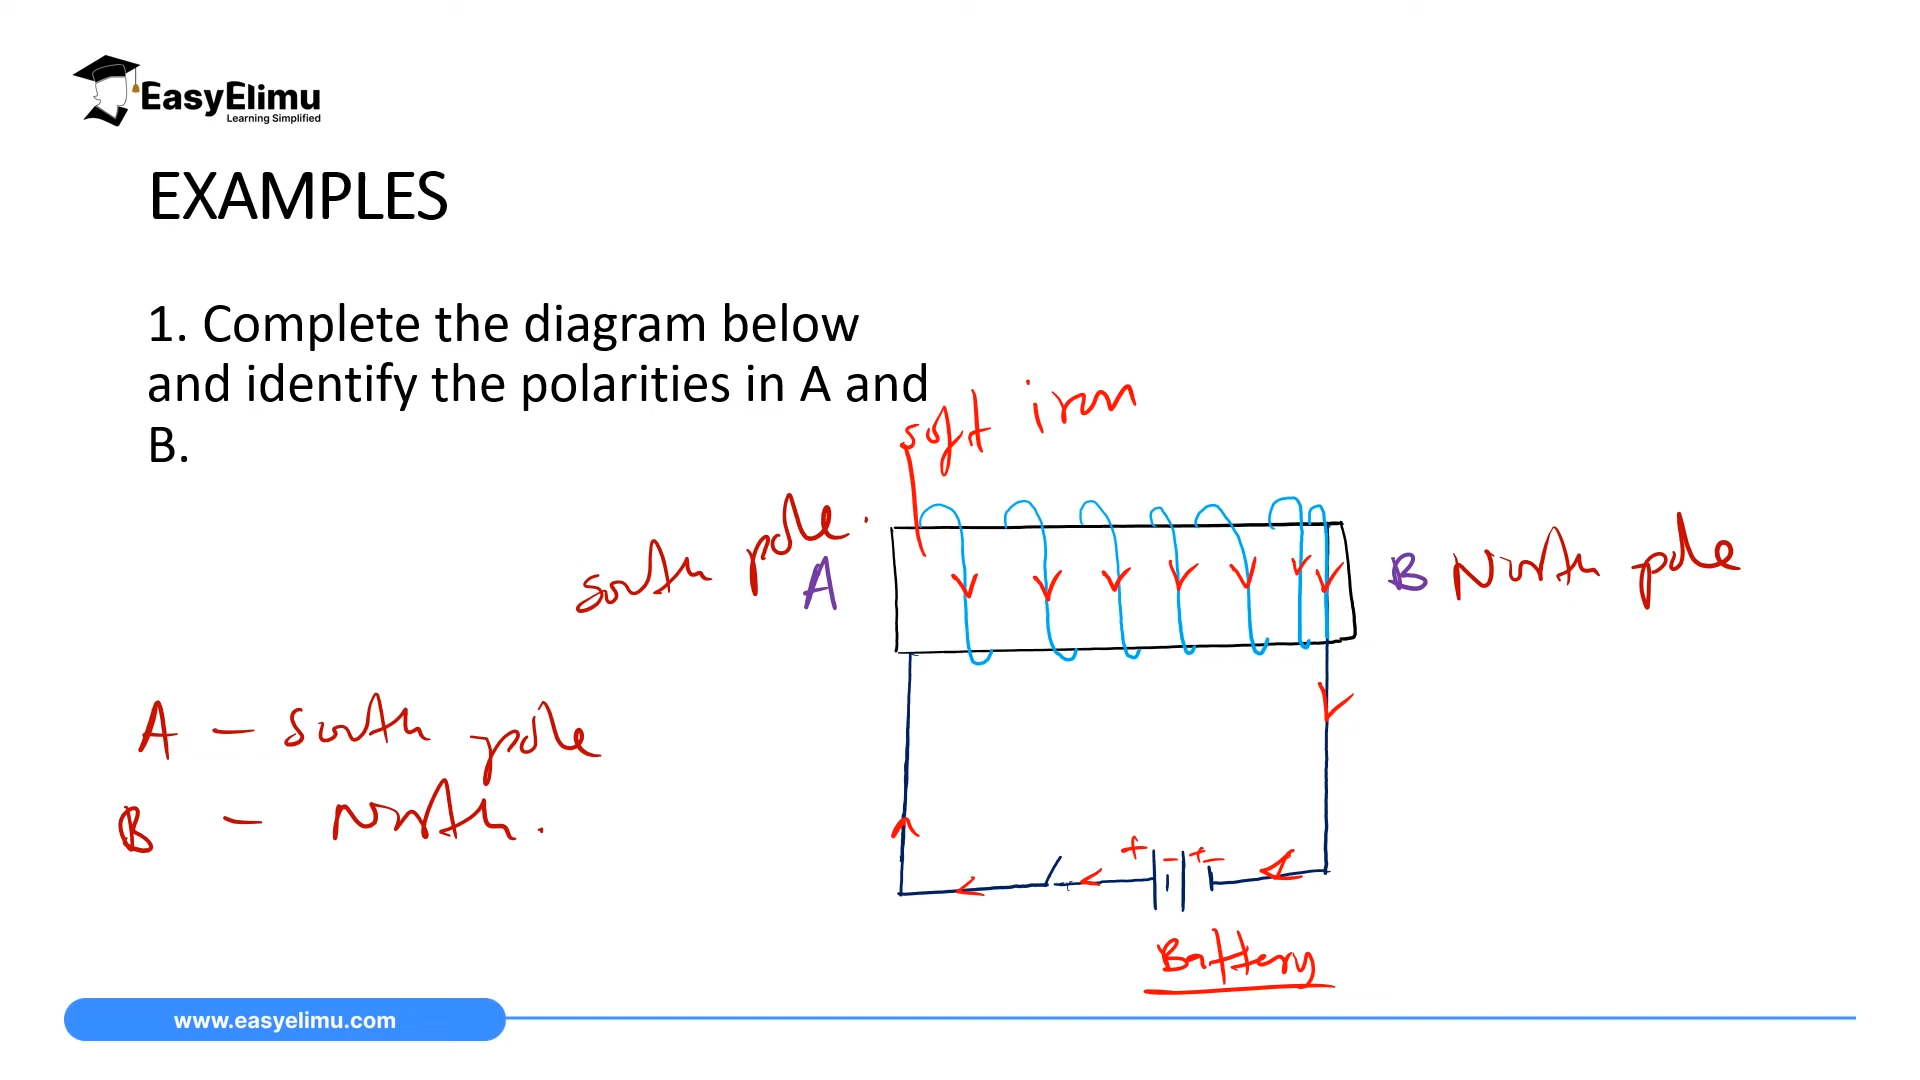 EasyElimu
Learning Simplified
EXAMPLES
1. Complete the diagram below
and identify the polarities in A and
B.
soft iron
south pole.
A
B North pole
A – south pole
B – North.
+ - + -
Battery
www.easyelimu.com